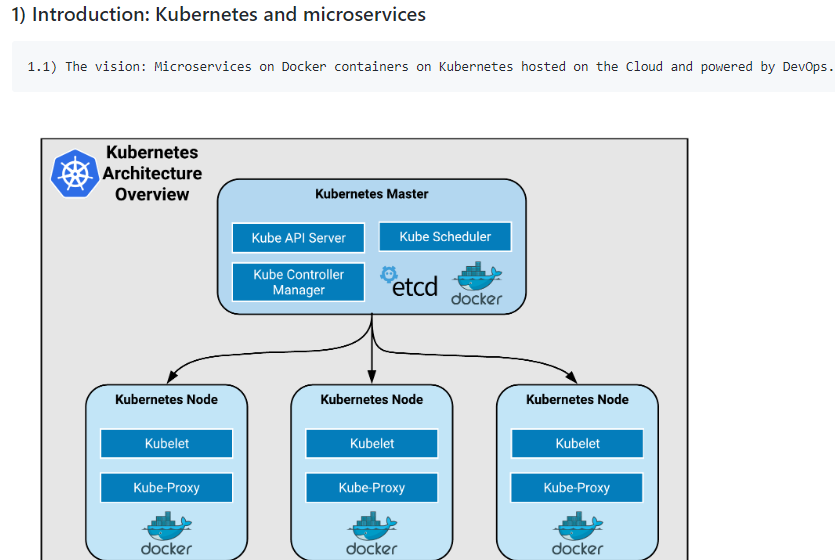 1) Introduction: Kubernetes and microservices
1.1) The vision: Microservices on Docker containers on Kubernetes hosted on the Cloud and powered by DevOps.
Kubernetes
Architecture
Overview
Kubernetes Master
Kube API Server
Kube Scheduler
Kube Controller
Manager
etcd
docker
Kubernetes Node
Kubelet
Kube-Proxy
docker
Kubernetes Node
Kubelet
Kube-Proxy
docker
Kubernetes Node
Kubelet
Kube-Proxy
docker